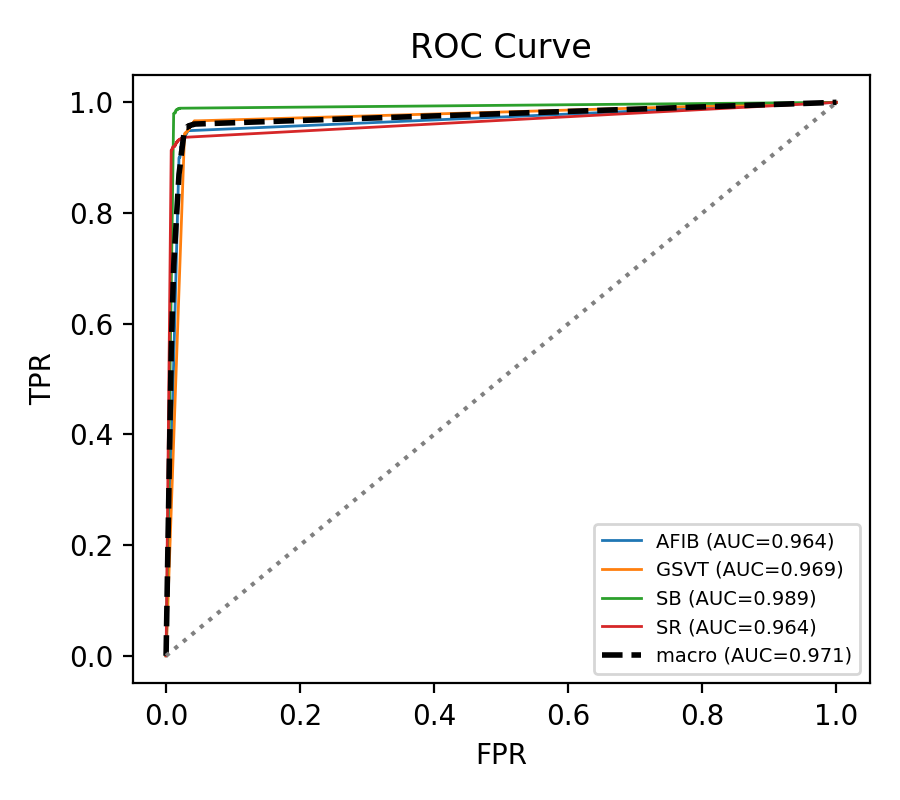 ROC Curve
1.0
0.8
0.6
0.4
0.2
0.0
TPR
0.0 0.2 0.4 0.6 0.8 1.0
FPR
AFIB (AUC=0.964)
GSVT (AUC=0.969)
SB (AUC=0.989)
SR (AUC=0.964)
macro (AUC=0.971)